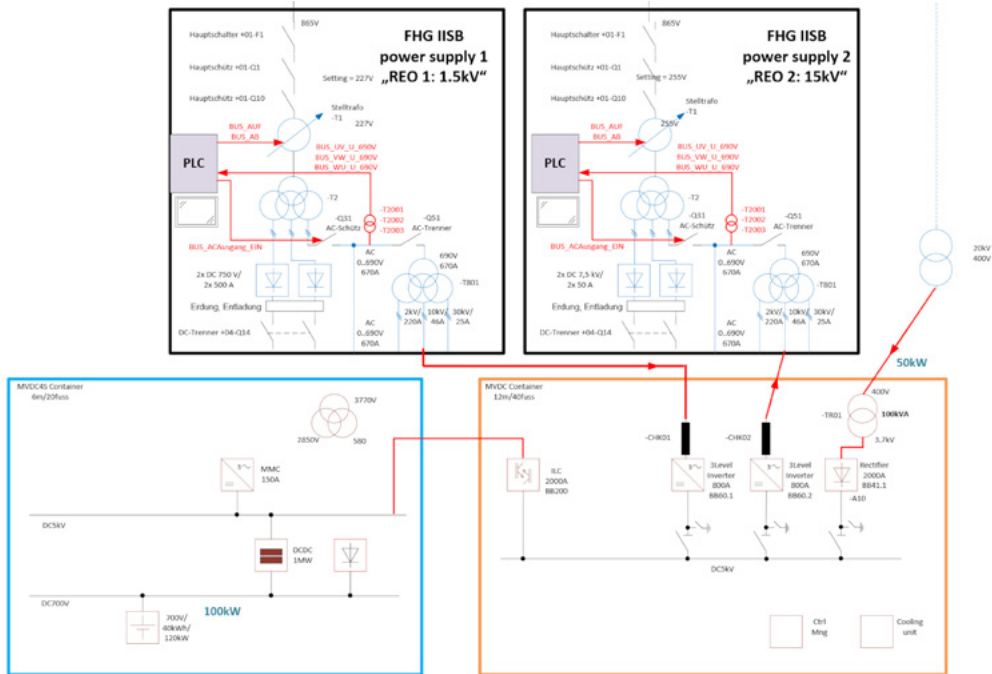 865V
FHG IISB
power supply 1
„REO 1: 1.5kV“
Hauptschalter +01-F1
Hauptschütz +01-Q1
Setting = 227V
Hauptschütz +01-Q10
Stelltrafo
-T1
227V
BUS_AUF
BUS_AB
PLC
BUS_UV_U_690V
BUS_VW_U_690V
BUS_WU_U_690V
-T2
-T2001
-T2002
-T2003
-Q31
AC-Schütz
-Q51
AC-Trenner
BUS_ACAusgang_EIN
AC
0..690V
670A
690V
670A
-T801
2x DC 750 V/
2x 500 A
Erdung, Entladung
2kV/
220A
10kV/
46A
30kV/
25A
DC-Trenner +04-Q14
AC
0..690V
670A
865V
FHG IISB
power supply 2
„REO 2: 15kV“
Hauptschalter +01-F1
Hauptschütz +01-Q1
Setting = 255V
Hauptschütz +01-Q10
Stelltrafo
-T1
255V
BUS_AUF
BUS_AB
PLC
BUS_UV_U_690V
BUS_VW_U_690V
BUS_WU_U_690V
-T2
-T2001
-T2002
-T2003
-Q31
AC-Schütz
-Q51
AC-Trenner
BUS_ACAusgang_EIN
AC
0..690V
670A
690V
670A
-T801
2x DC 7,5 kV/
2x 50 A
Erdung, Entladung
2kV/
220A
10kV/
46A
30kV/
25A
DC-Trenner +04-Q14
AC
0..690V
670A
20kV
400V
50kW
MVDC4S Container
6m/20fuss
3770V
2850V
580
MMC
150A
DC5kV
DCDC
1MW
DC700V
100kW
700V/
40kWh/
120kW
MVDC Container
12m/40fuss
400V
-TR01
100kVA
3.7kV
-CHK01
-CHK02
ILC
2000A
BB200
3Level
Inverter
800A
BB60.1
3Level
Inverter
800A
BB60.2
Rectifier
2000A
BB41.1
-A10
DC5kV
Ctrl
Mng
Cooling
unit